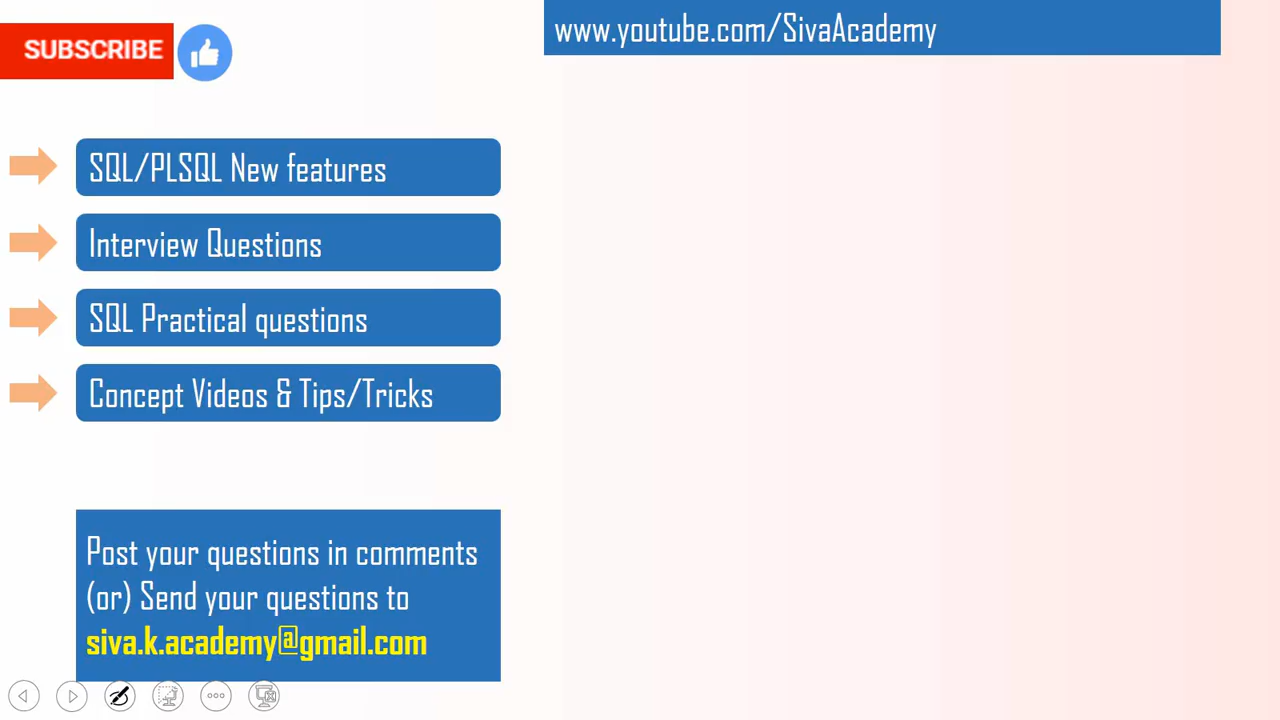 SUBSCRIBE
www.youtube.com/SivaAcademy
SQL/PLSQL New features
Interview Questions
SQL Practical questions
Concept Videos & Tips/Tricks
Post your questions in comments
(or) Send your questions to
siva.k.academy@gmail.com